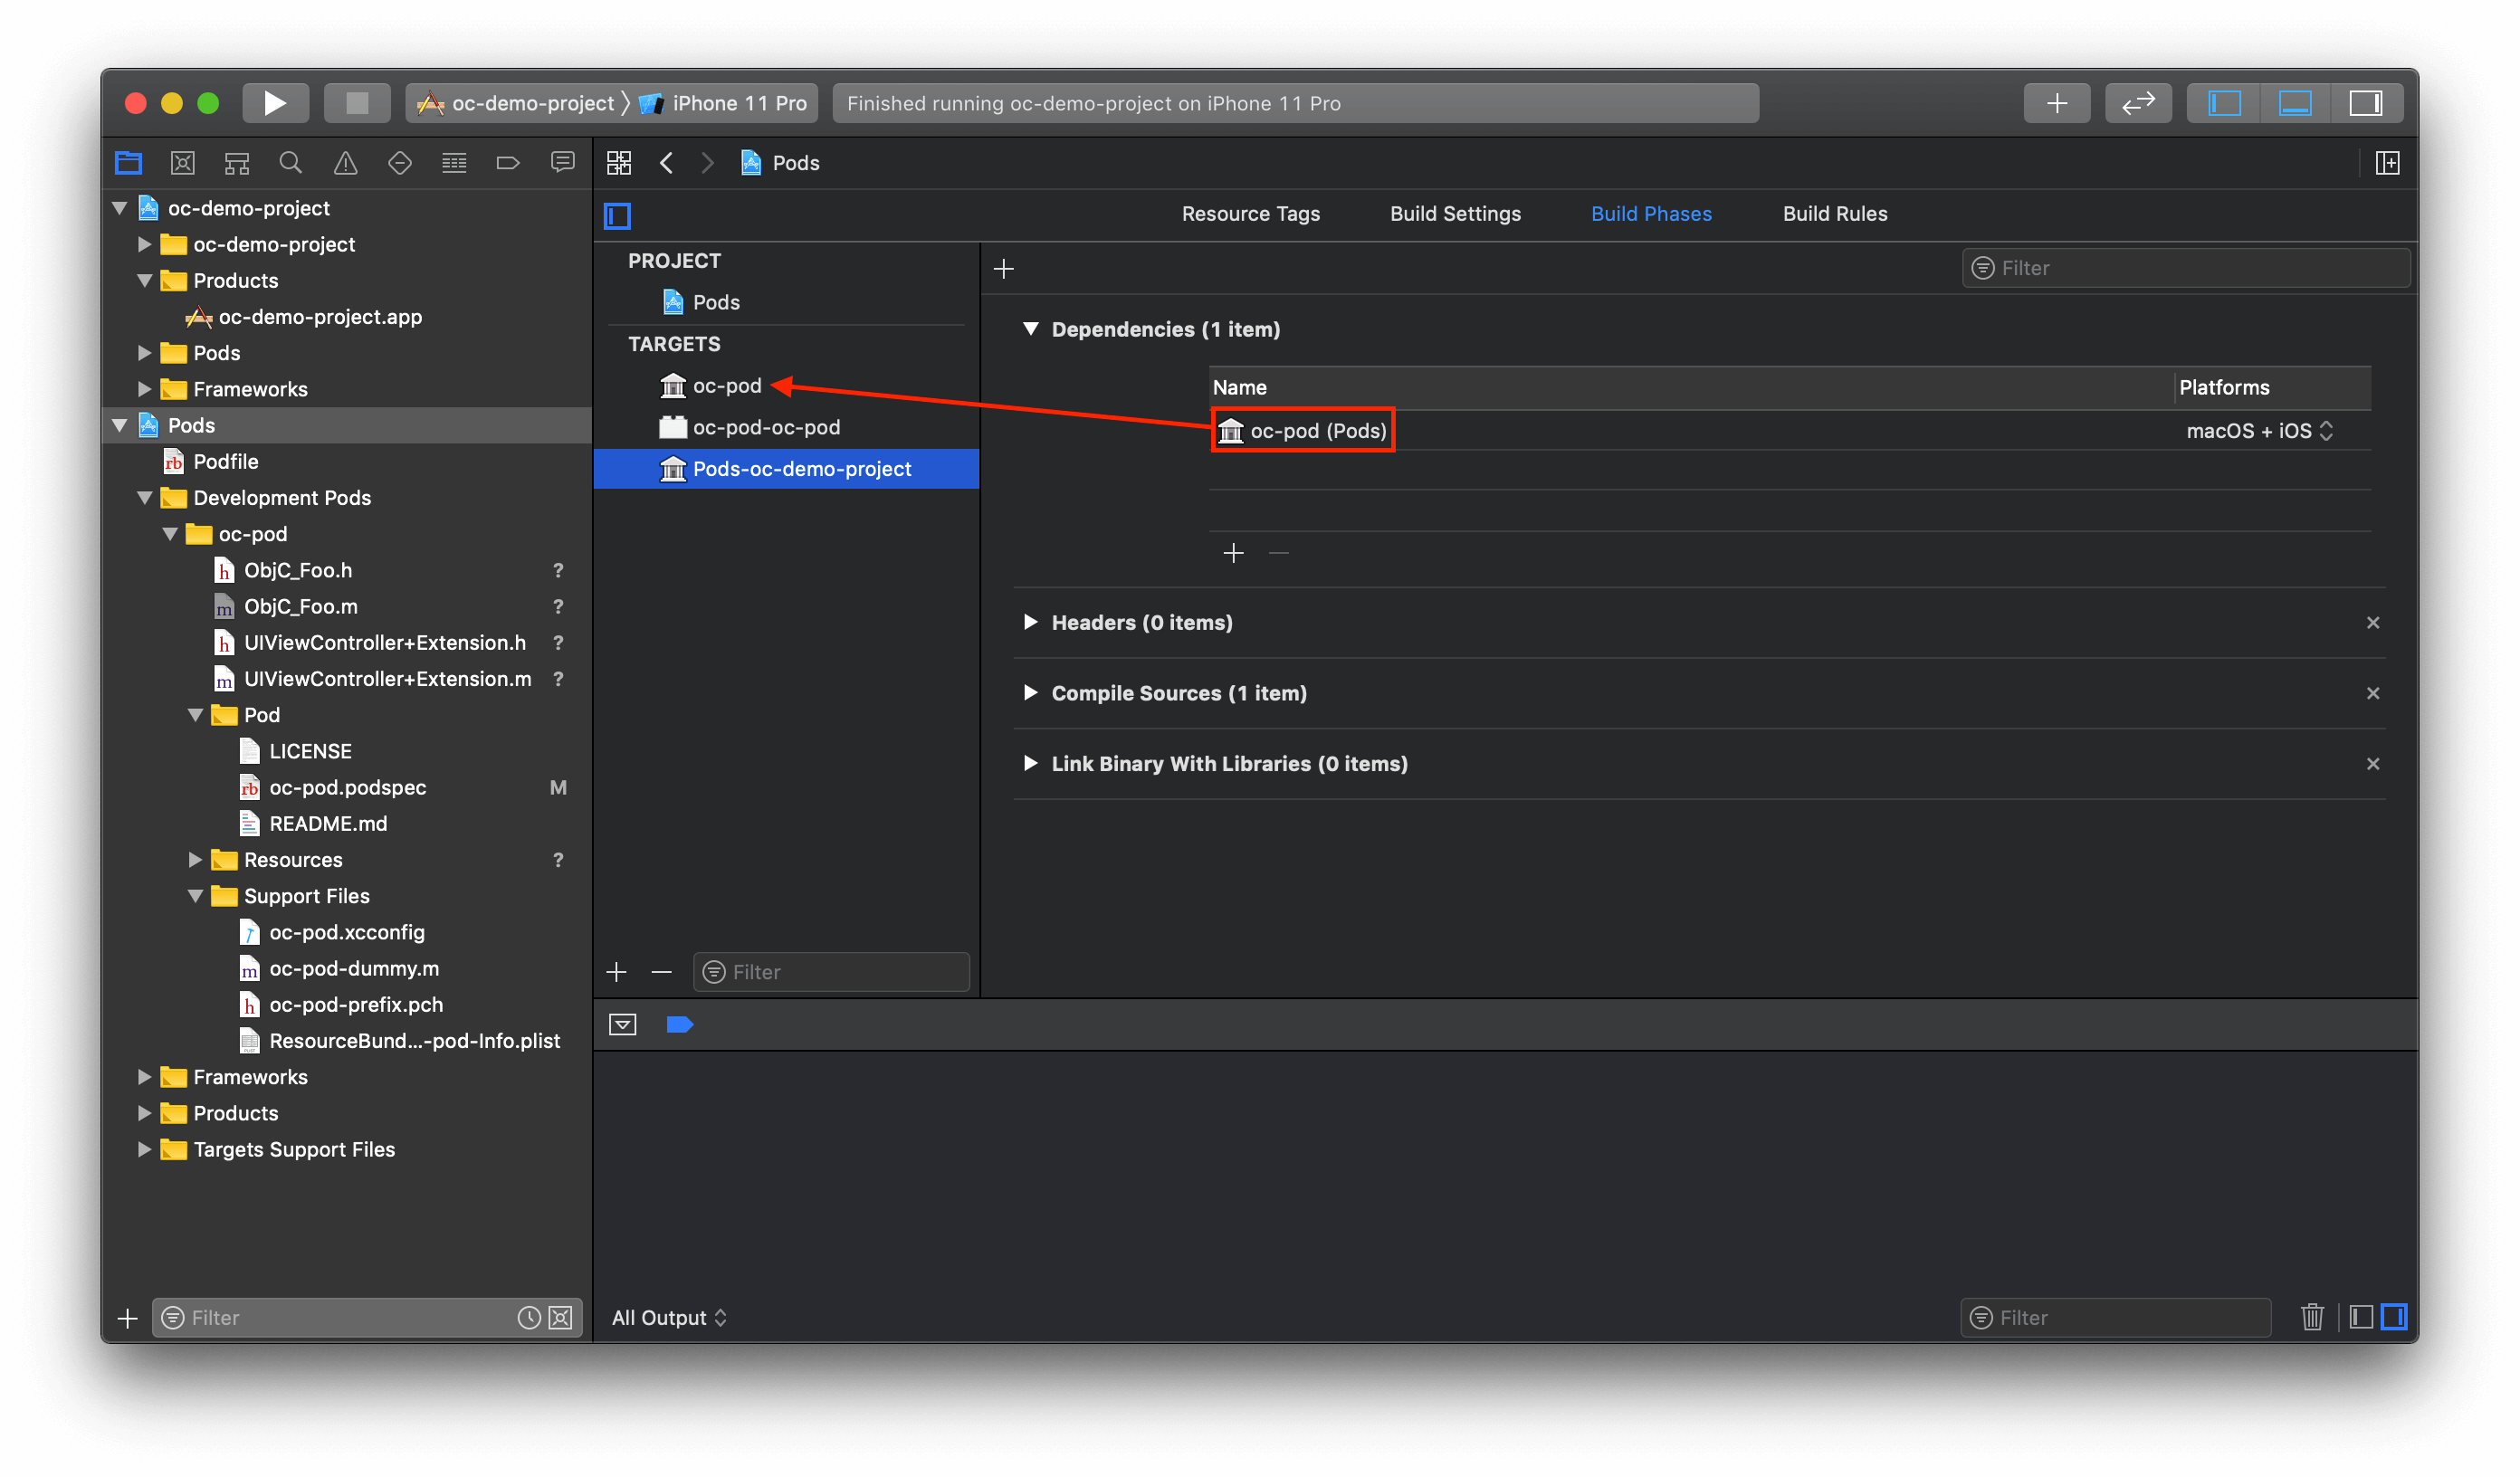 oc-demo-project 〉 iPhone 11 Pro
Finished running oc-demo-project on iPhone 11 Pro
Pods
oc-demo-project
oc-demo-project
Products
oc-demo-project.app
Pods
Frameworks
Pods
rb Podfile
Development Pods
oc-pod
h ObjC_Foo.h ?
m ObjC_Foo.m ?
h UIViewController+Extension.h ?
m UIViewController+Extension.m ?
Pod
LICENSE
rb oc-pod.podspec M
README.md
Resources ?
Support Files
oc-pod.xcconfig
m oc-pod-dummy.m
h oc-pod-prefix.pch
ResourceBund...-pod-Info.plist
Frameworks
Products
Targets Support Files
Filter
Resource Tags Build Settings Build Phases Build Rules
PROJECT
Pods
TARGETS
oc-pod
oc-pod-oc-pod
Pods-oc-demo-project
Filter
Filter
Dependencies (1 item)
Name Platforms
oc-pod (Pods) macOS + iOS
Headers (0 items)
Compile Sources (1 item)
Link Binary With Libraries (0 items)
All Output
Filter